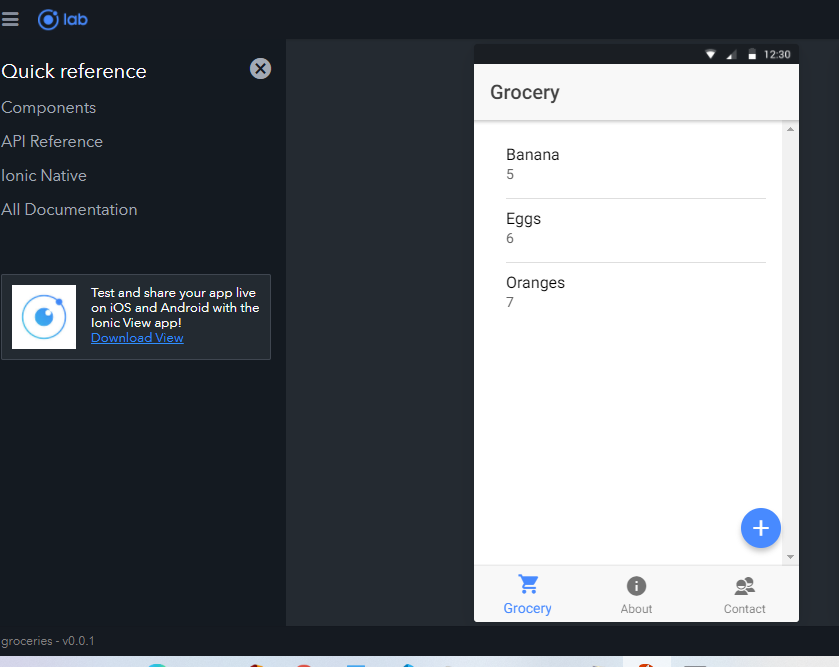 lab
Quick reference
Components
API Reference
Ionic Native
All Documentation
Test and share your app live
on iOS and Android with the
Ionic View app!
Download View
12:30
Grocery
Banana
5
Eggs
6
Oranges
7
Grocery
About
Contact
groceries - v0.0.1